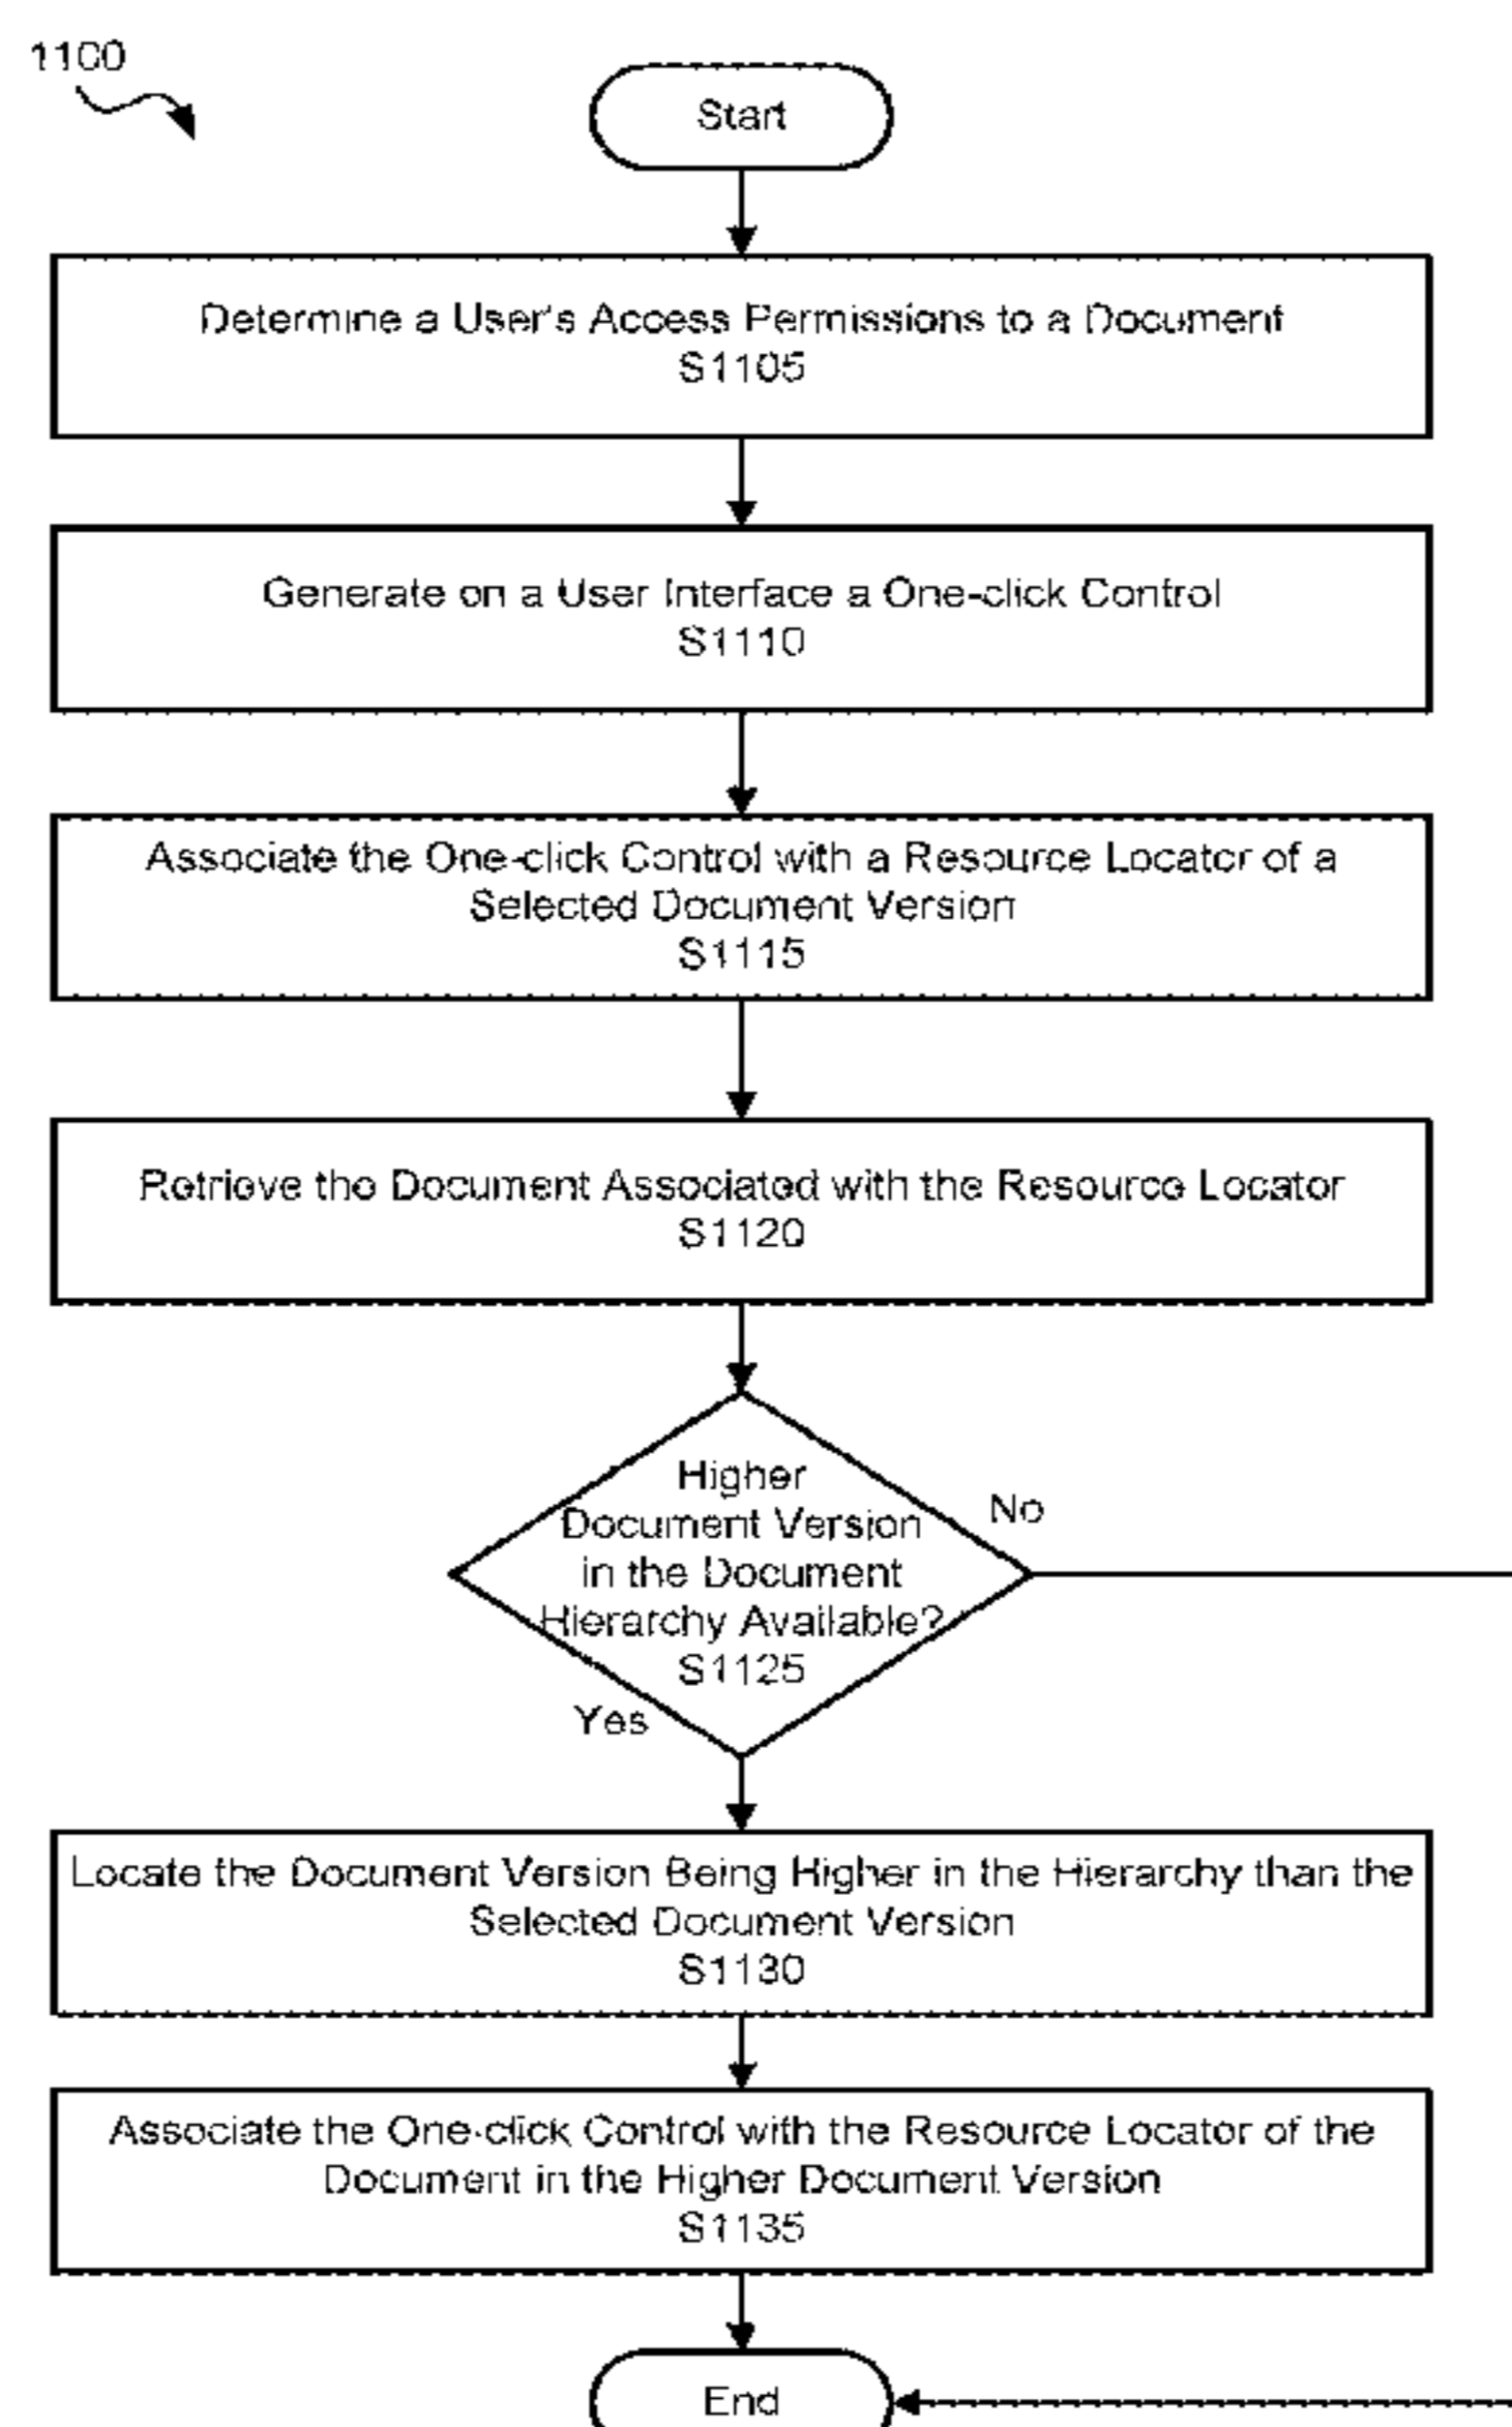 1100
Start
Determine a User's Access Permissions to a Document
S1105
Generate on a User Interface a One-click Control
S1110
Associate the One-click Control with a Resource Locator of a
Selected Document Version
S1115
Retrieve the Document Associated with the Resource Locator
S1120
Higher
Document Version
in the Document
Hierarchy Available?
S1125
No
Yes
Locate the Document Version Being Higher in the Hierarchy than the
Selected Document Version
S1130
Associate the One-click Control with the Resource Locator of the
Document in the Higher Document Version
S1135
End